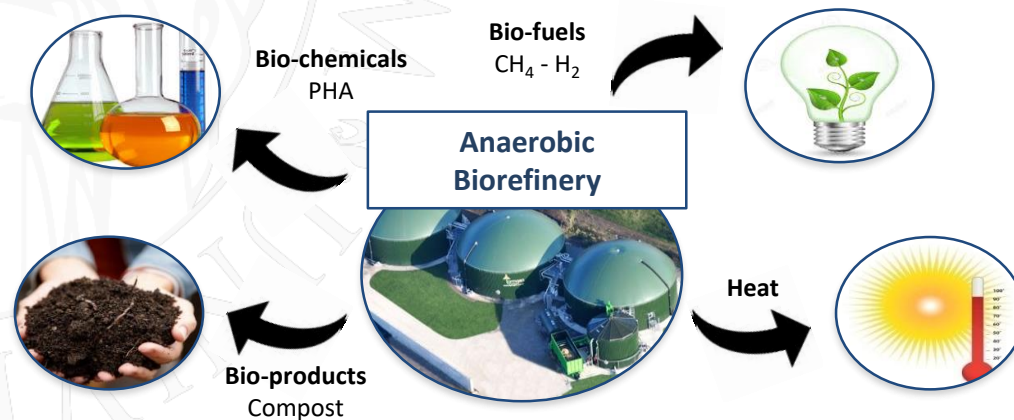 Bio-chemicals
PHA
Bio-fuels
CH₄ - H₂
Anaerobic
Biorefinery
Heat
Bio-products
Compost